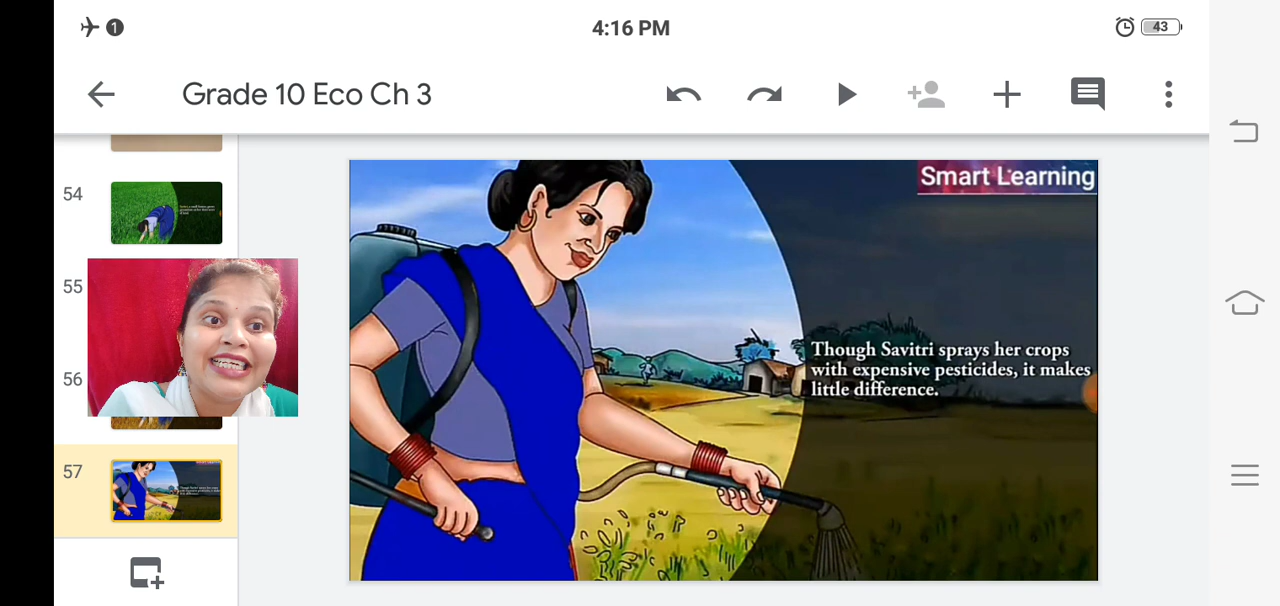 1
4:16 PM
43
Grade 10 Eco Ch 3
54
55
56
57
Smart Learning
Though Savitri sprays her crops
with expensive pesticides, it makes
little difference.